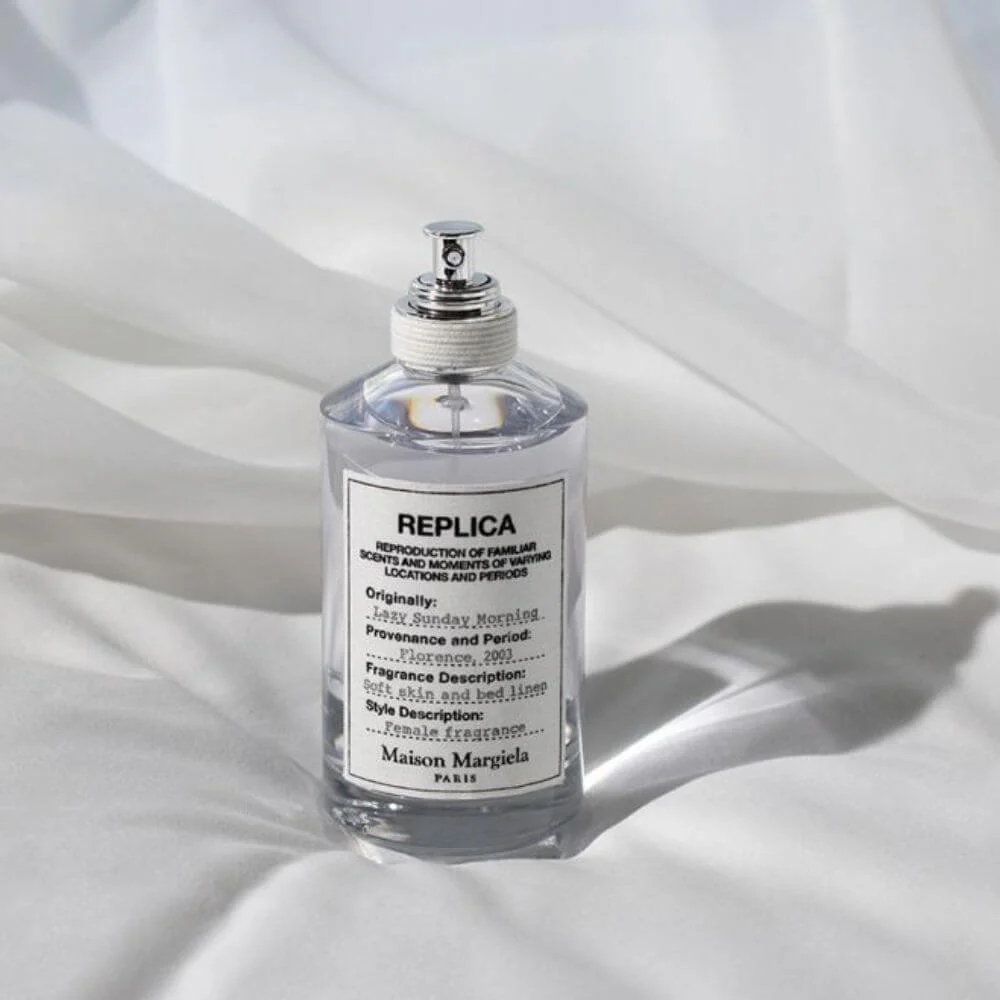 REPLICA
REPRODUCTION OF FAMILIAR
SCENTS AND MOMENTS OF VARYING
LOCATIONS AND PERIODS
Originally:
Lazy Sunday Morning
Provenance and Period:
Florence, 2003
Fragrance Description:
Soft skin and bed linen
Style Description:
Female fragrance
Maison Margiela
PARIS